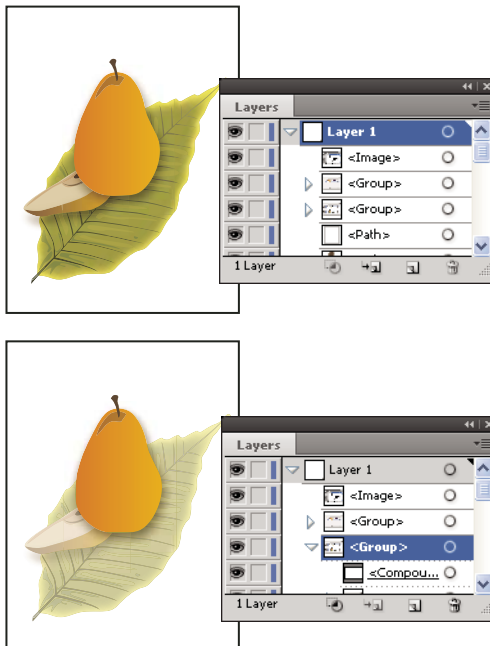 Layers
Layer 1
<Image>
<Group>
<Group>
<Path>
1 Layer
Layers
Layer 1
<Image>
<Group>
<Group>
<Compou...
1 Layer